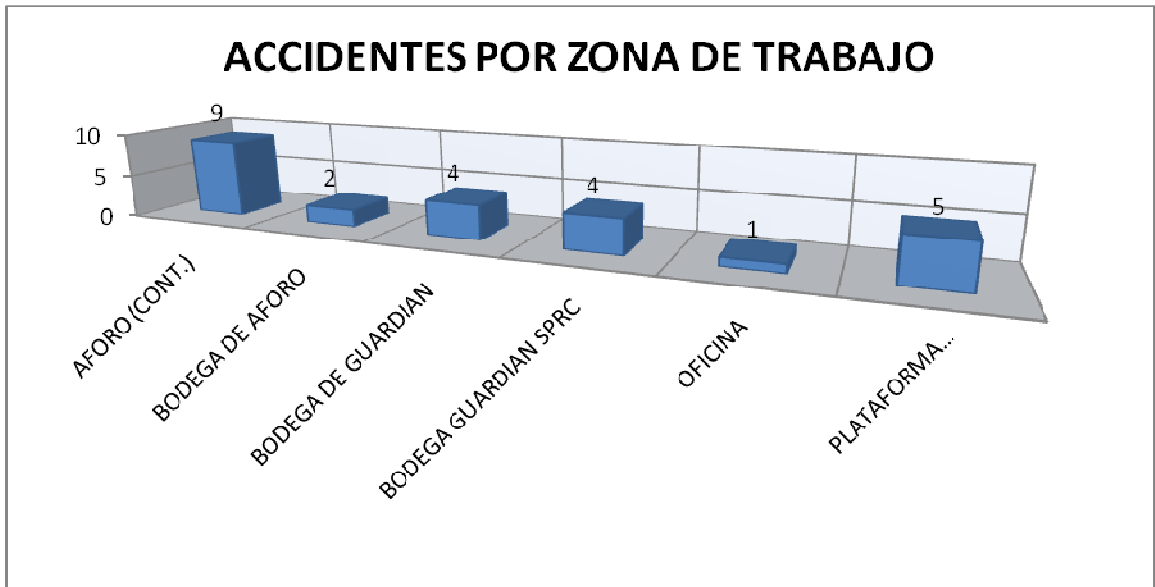 ACCIDENTES POR ZONA DE TRABAJO
10
5
0
9
2
4
4
1
5
AFORO (CONT.)
BODEGA DE AFORO
BODEGA DE GUARDIAN
BODEGA GUARDIAN SPRC
OFICINA
PLATAFORMA...